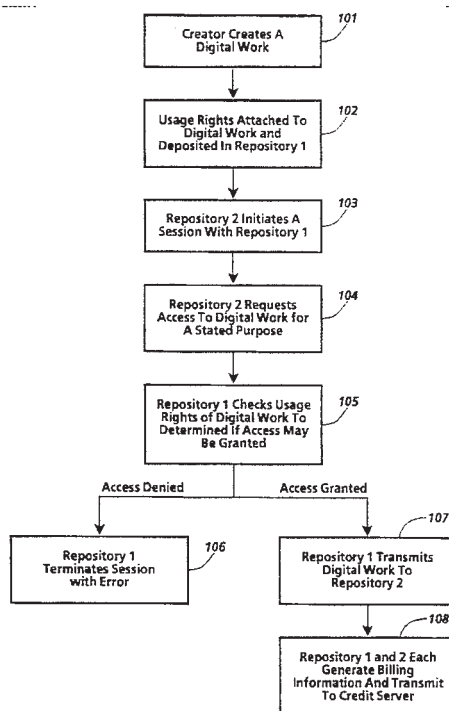 101
Creator Creates A
Digital Work
102
Usage Rights Attached To
Digital Work and
Deposited In Repository 1
103
Repository 2 Initiates A
Session With Repository 1
104
Repository 2 Requests
Access To Digital Work for
A Stated Purpose
105
Repository 1 Checks Usage
Rights of Digital Work To
Determined If Access May
Be Granted
Access Denied
Access Granted
106
Repository 1
Terminates Session
with Error
107
Repository 1 Transmits
Digital Work To
Repository 2
108
Repository 1 and 2 Each
Generate Billing
Information And Transmit
To Credit Server